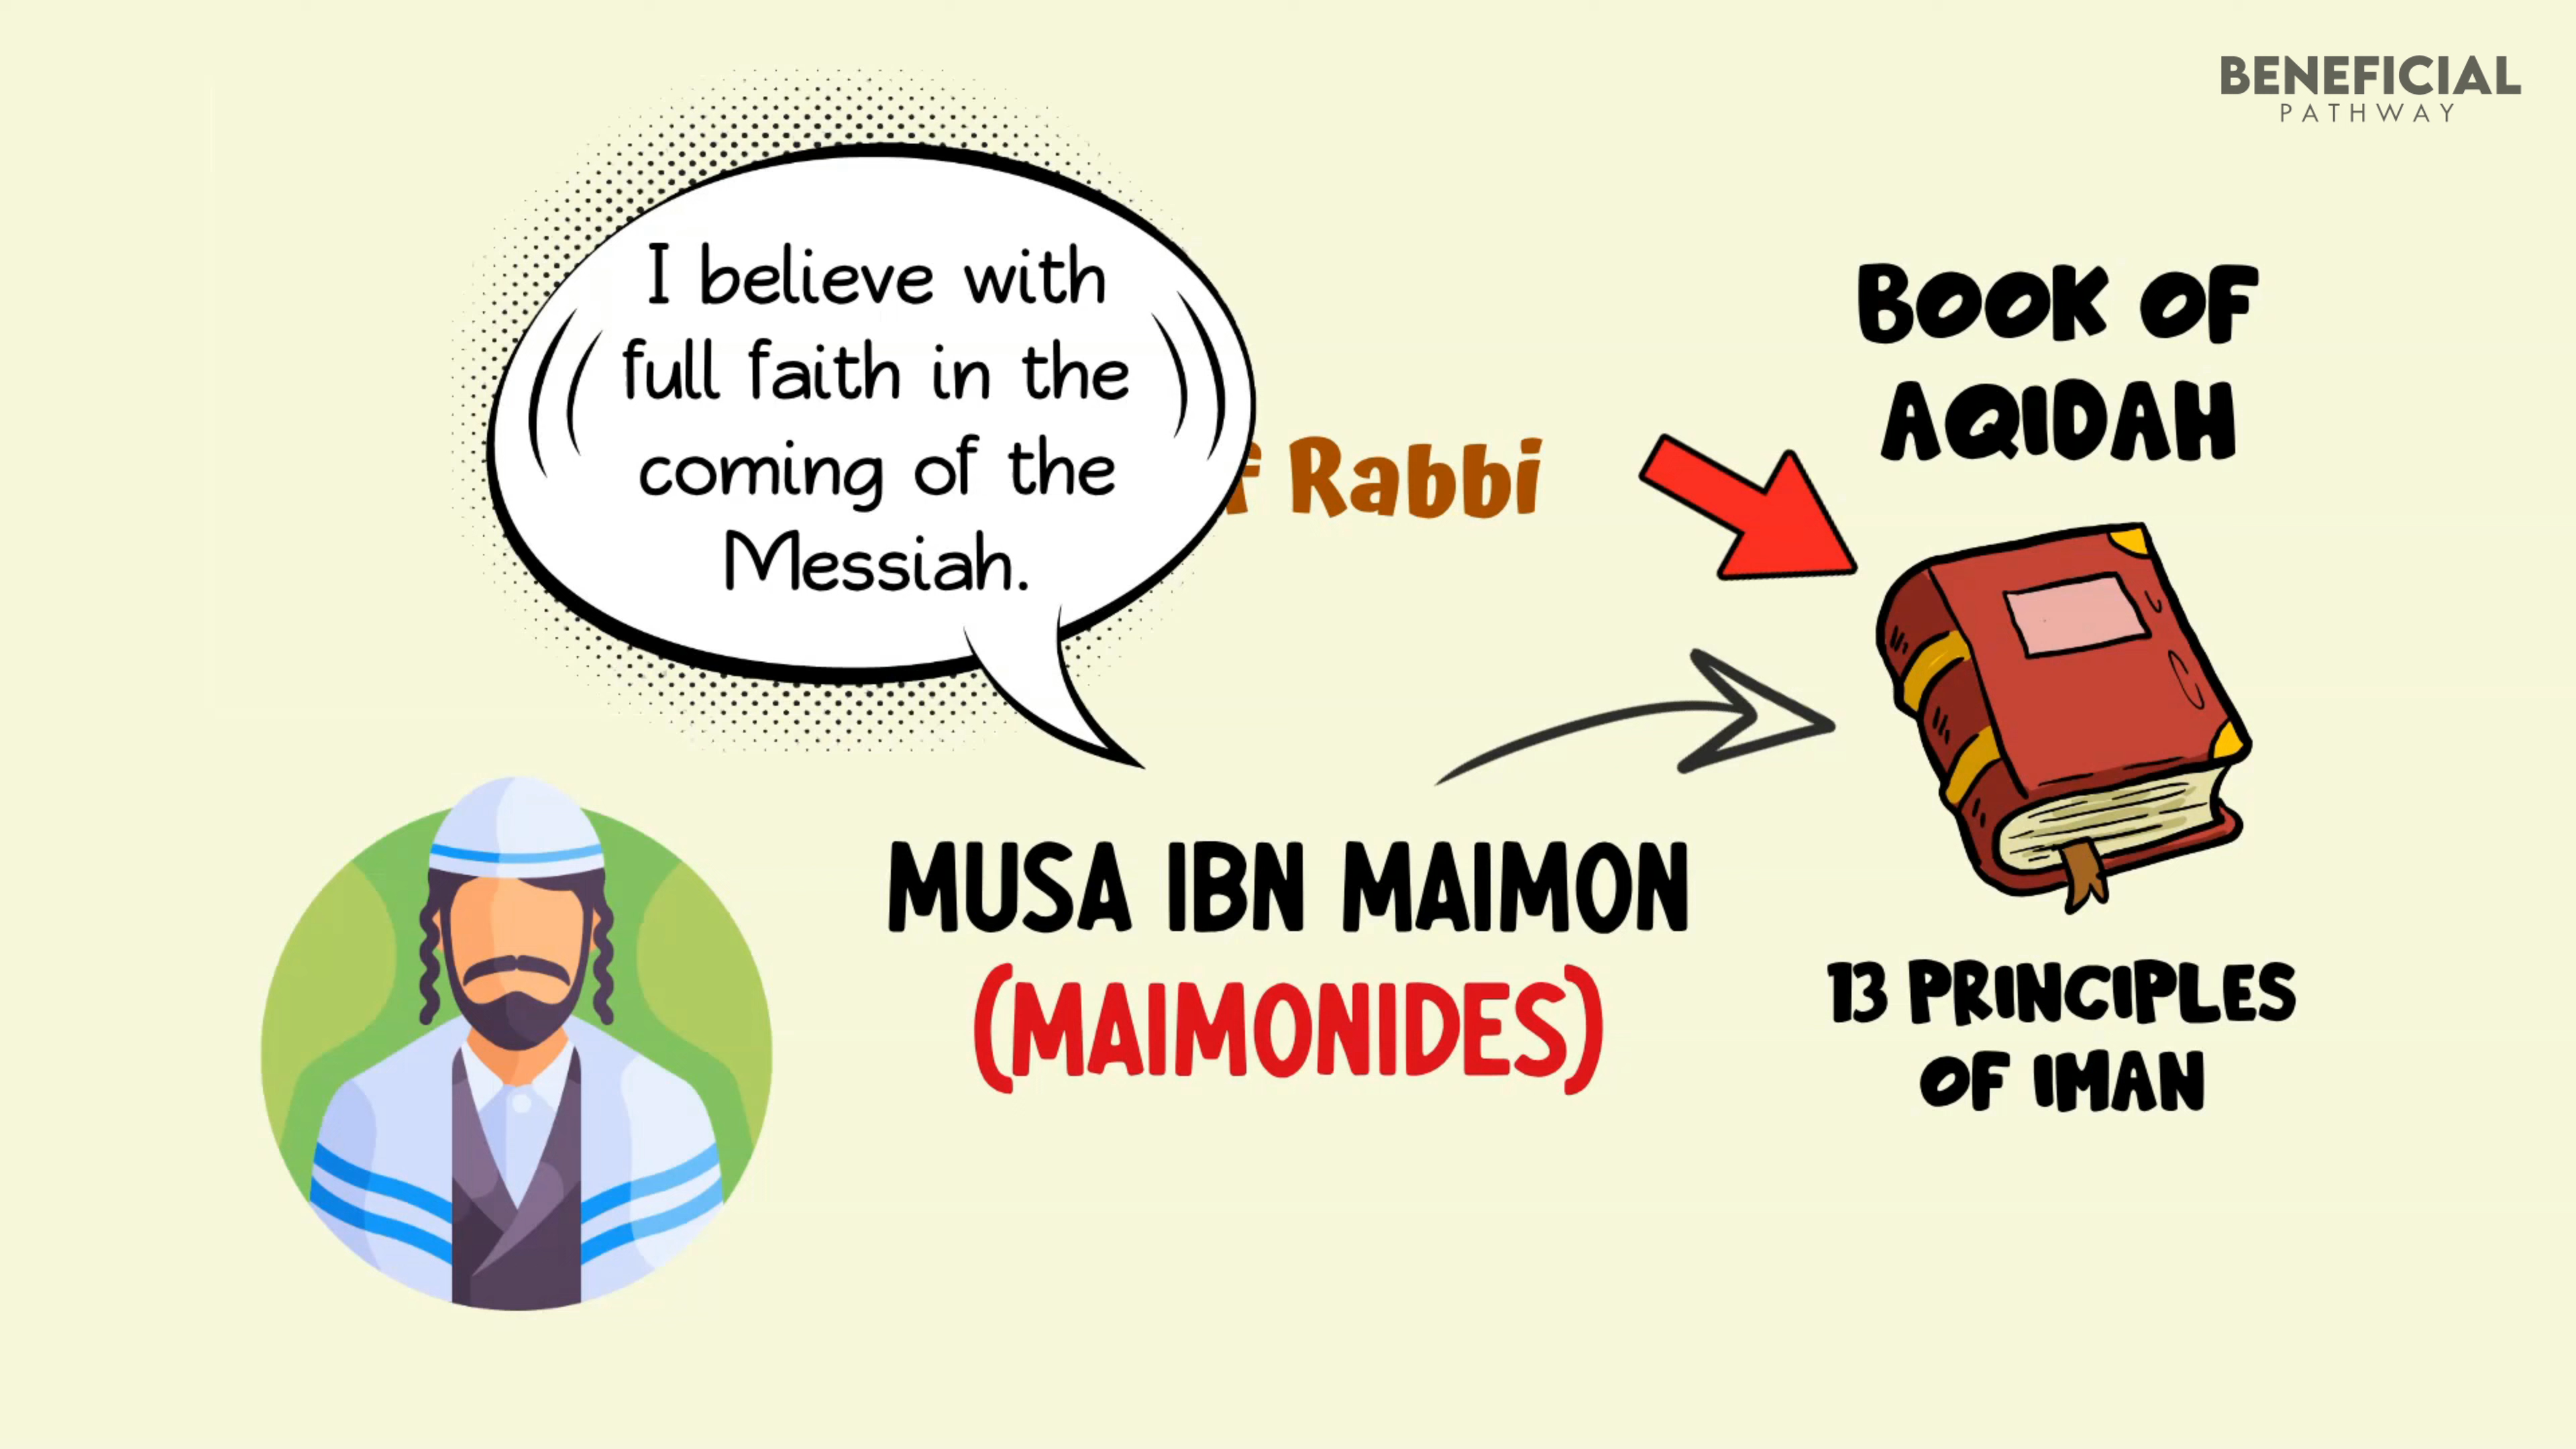 BENEFICIAL
PATHWAY
I believe with
full faith in the
coming of the
Messiah.
Rabbi
BOOK OF
AQIDAH
MUSA IBN MAIMON
(MAIMONIDES)
13 PRINCIPLES
OF IMAN